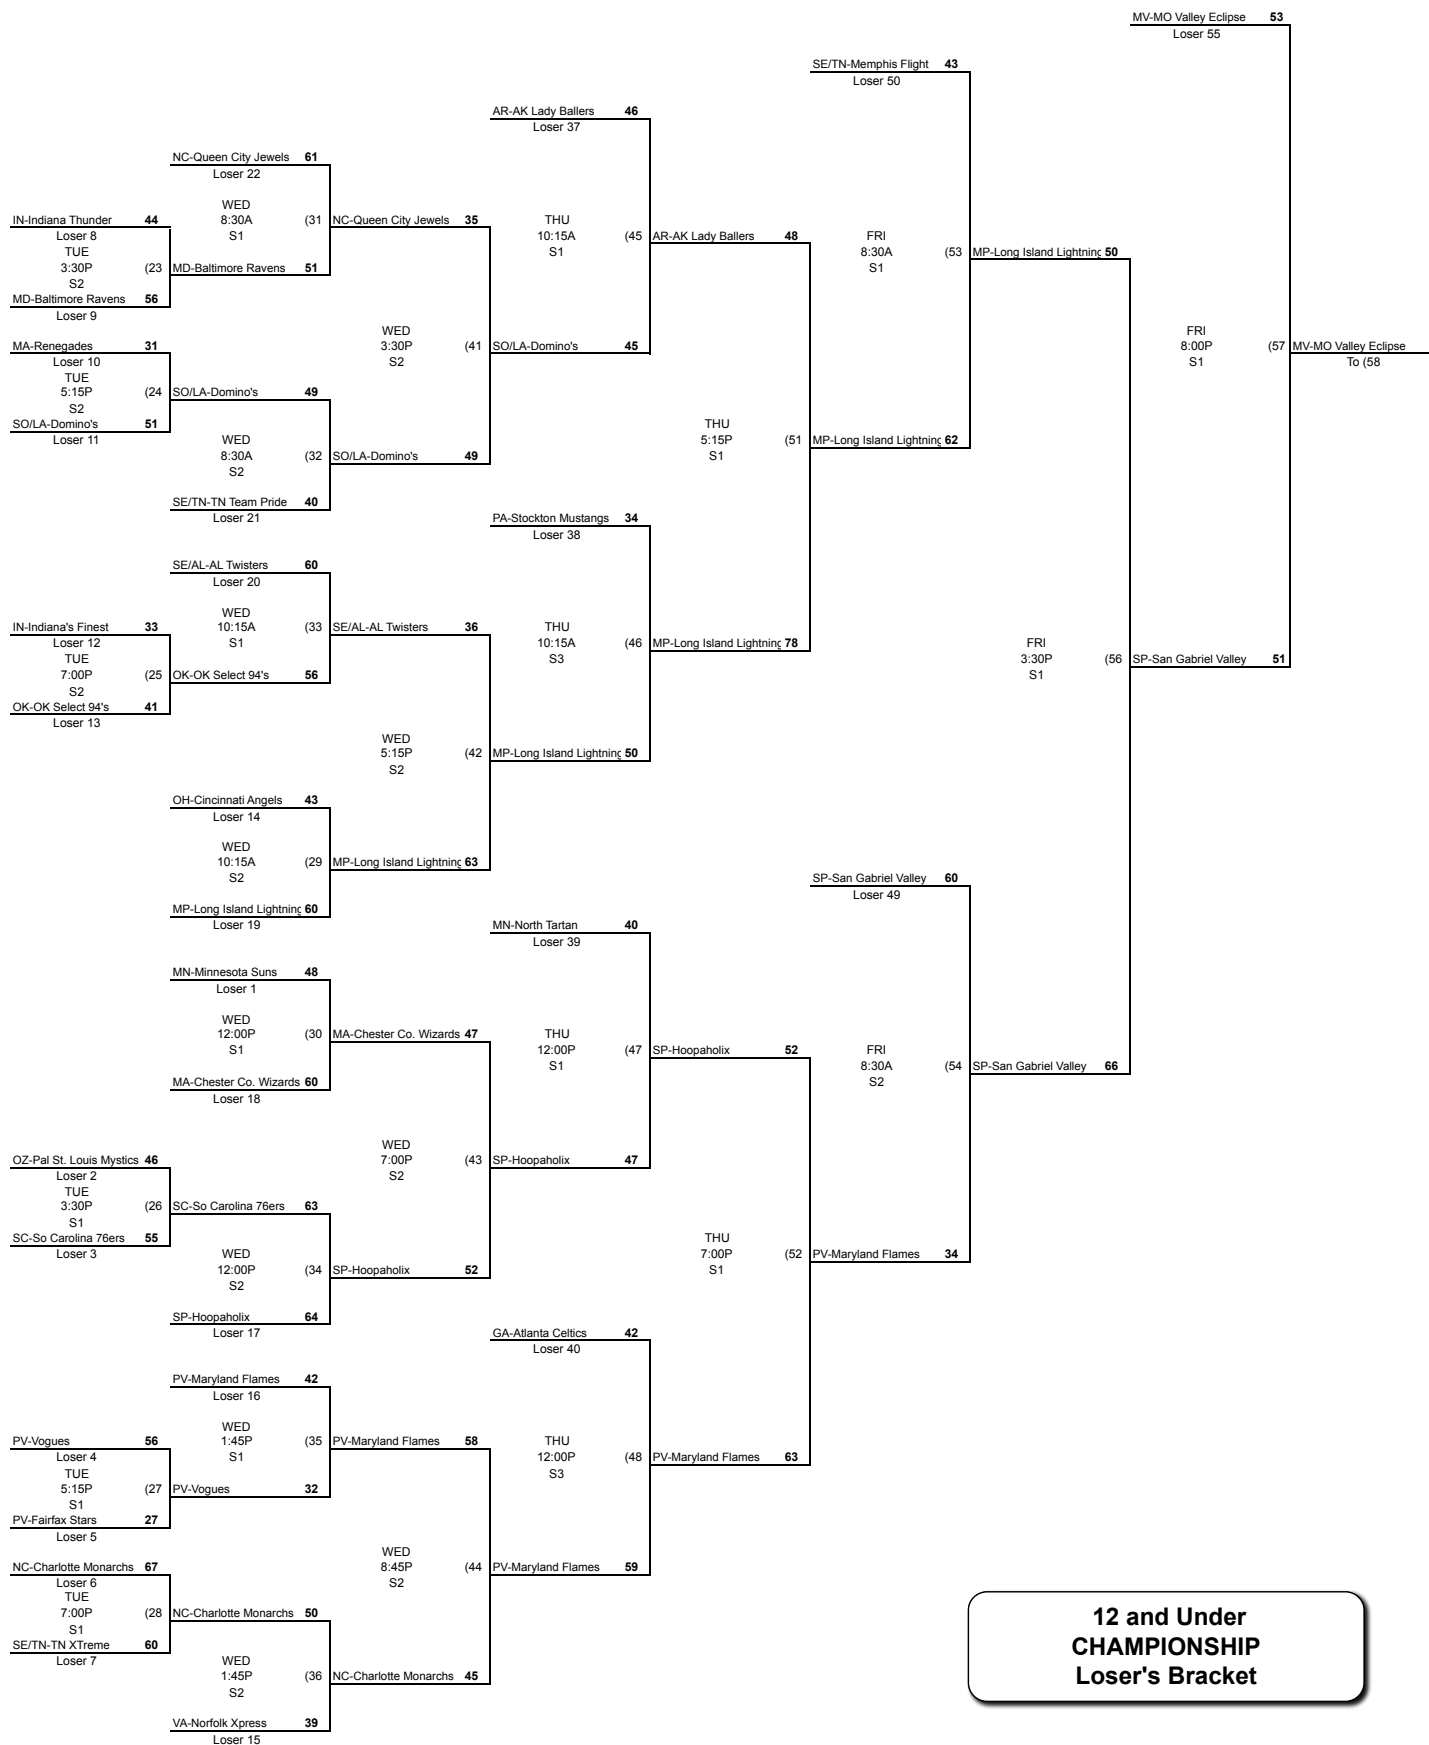 MV-MO Valley Eclipse 53
Loser 55
SE/TN-Memphis Flight 43
Loser 50
AR-AK Lady Ballers 46
Loser 37
NC-Queen City Jewels 61
Loser 22
WED
8:30A (31 NC-Queen City Jewels 35
S1
IN-Indiana Thunder 44
Loser 8
TUE
3:30P (23 MD-Baltimore Ravens 51
S2
MD-Baltimore Ravens 56
Loser 9
THU
10:15A (45 AR-AK Lady Ballers 48
S1
FRI
8:30A (53 MP-Long Island Lightning 50
S1
WED
3:30P (41 SO/LA-Domino's 45
S2
FRI
8:00P (57 MV-MO Valley Eclipse
S1
To (58
MA-Renegades 31
Loser 10
TUE
5:15P (24 SO/LA-Domino's 49
S2
SO/LA-Domino's 51
Loser 11
WED
8:30A (32 SO/LA-Domino's 49
S2
SE/TN-TN Team Pride 40
Loser 21
THU
5:15P (51 MP-Long Island Lightning 62
S1
PA-Stockton Mustangs 34
Loser 38
SE/AL-AL Twisters 60
Loser 20
WED
10:15A (33 SE/AL-AL Twisters 36
S1
IN-Indiana's Finest 33
Loser 12
TUE
7:00P (25 OK-OK Select 94's 56
S2
OK-OK Select 94's 41
Loser 13
THU
10:15A (46 MP-Long Island Lightning 78
S3
FRI
3:30P (56 SP-San Gabriel Valley 51
S1
WED
5:15P (42 MP-Long Island Lightning 50
S2
OH-Cincinnati Angels 43
Loser 14
WED
10:15A (29 MP-Long Island Lightning 63
S2
MP-Long Island Lightning 60
Loser 19
SP-San Gabriel Valley 60
Loser 49
MN-North Tartan 40
Loser 39
MN-Minnesota Suns 48
Loser 1
WED
12:00P (30 MA-Chester Co. Wizards 47
S1
MA-Chester Co. Wizards 60
Loser 18
THU
12:00P (47 SP-Hoopaholix 52
S1
FRI
8:30A (54 SP-San Gabriel Valley 66
S2
WED
7:00P (43 SP-Hoopaholix 47
S2
OZ-Pal St. Louis Mystics 46
Loser 2
TUE
3:30P (26 SC-So Carolina 76ers 63
S1
SC-So Carolina 76ers 55
Loser 3
WED
12:00P (34 SP-Hoopaholix 52
S2
SP-Hoopaholix 64
Loser 17
THU
7:00P (52 PV-Maryland Flames 34
S1
GA-Atlanta Celtics 42
Loser 40
PV-Maryland Flames 42
Loser 16
WED
1:45P (35 PV-Maryland Flames 58
S1
PV-Vogues 56
Loser 4
TUE
5:15P (27 PV-Vogues 32
S1
PV-Fairfax Stars 27
Loser 5
THU
12:00P (48 PV-Maryland Flames 63
S3
WED
8:45P (44 PV-Maryland Flames 59
S2
NC-Charlotte Monarchs 67
Loser 6
TUE
7:00P (28 NC-Charlotte Monarchs 50
S1
SE/TN-TN XTreme 60
Loser 7
WED
1:45P (36 NC-Charlotte Monarchs 45
S2
VA-Norfolk Xpress 39
Loser 15
12 and Under
CHAMPIONSHIP
Loser's Bracket